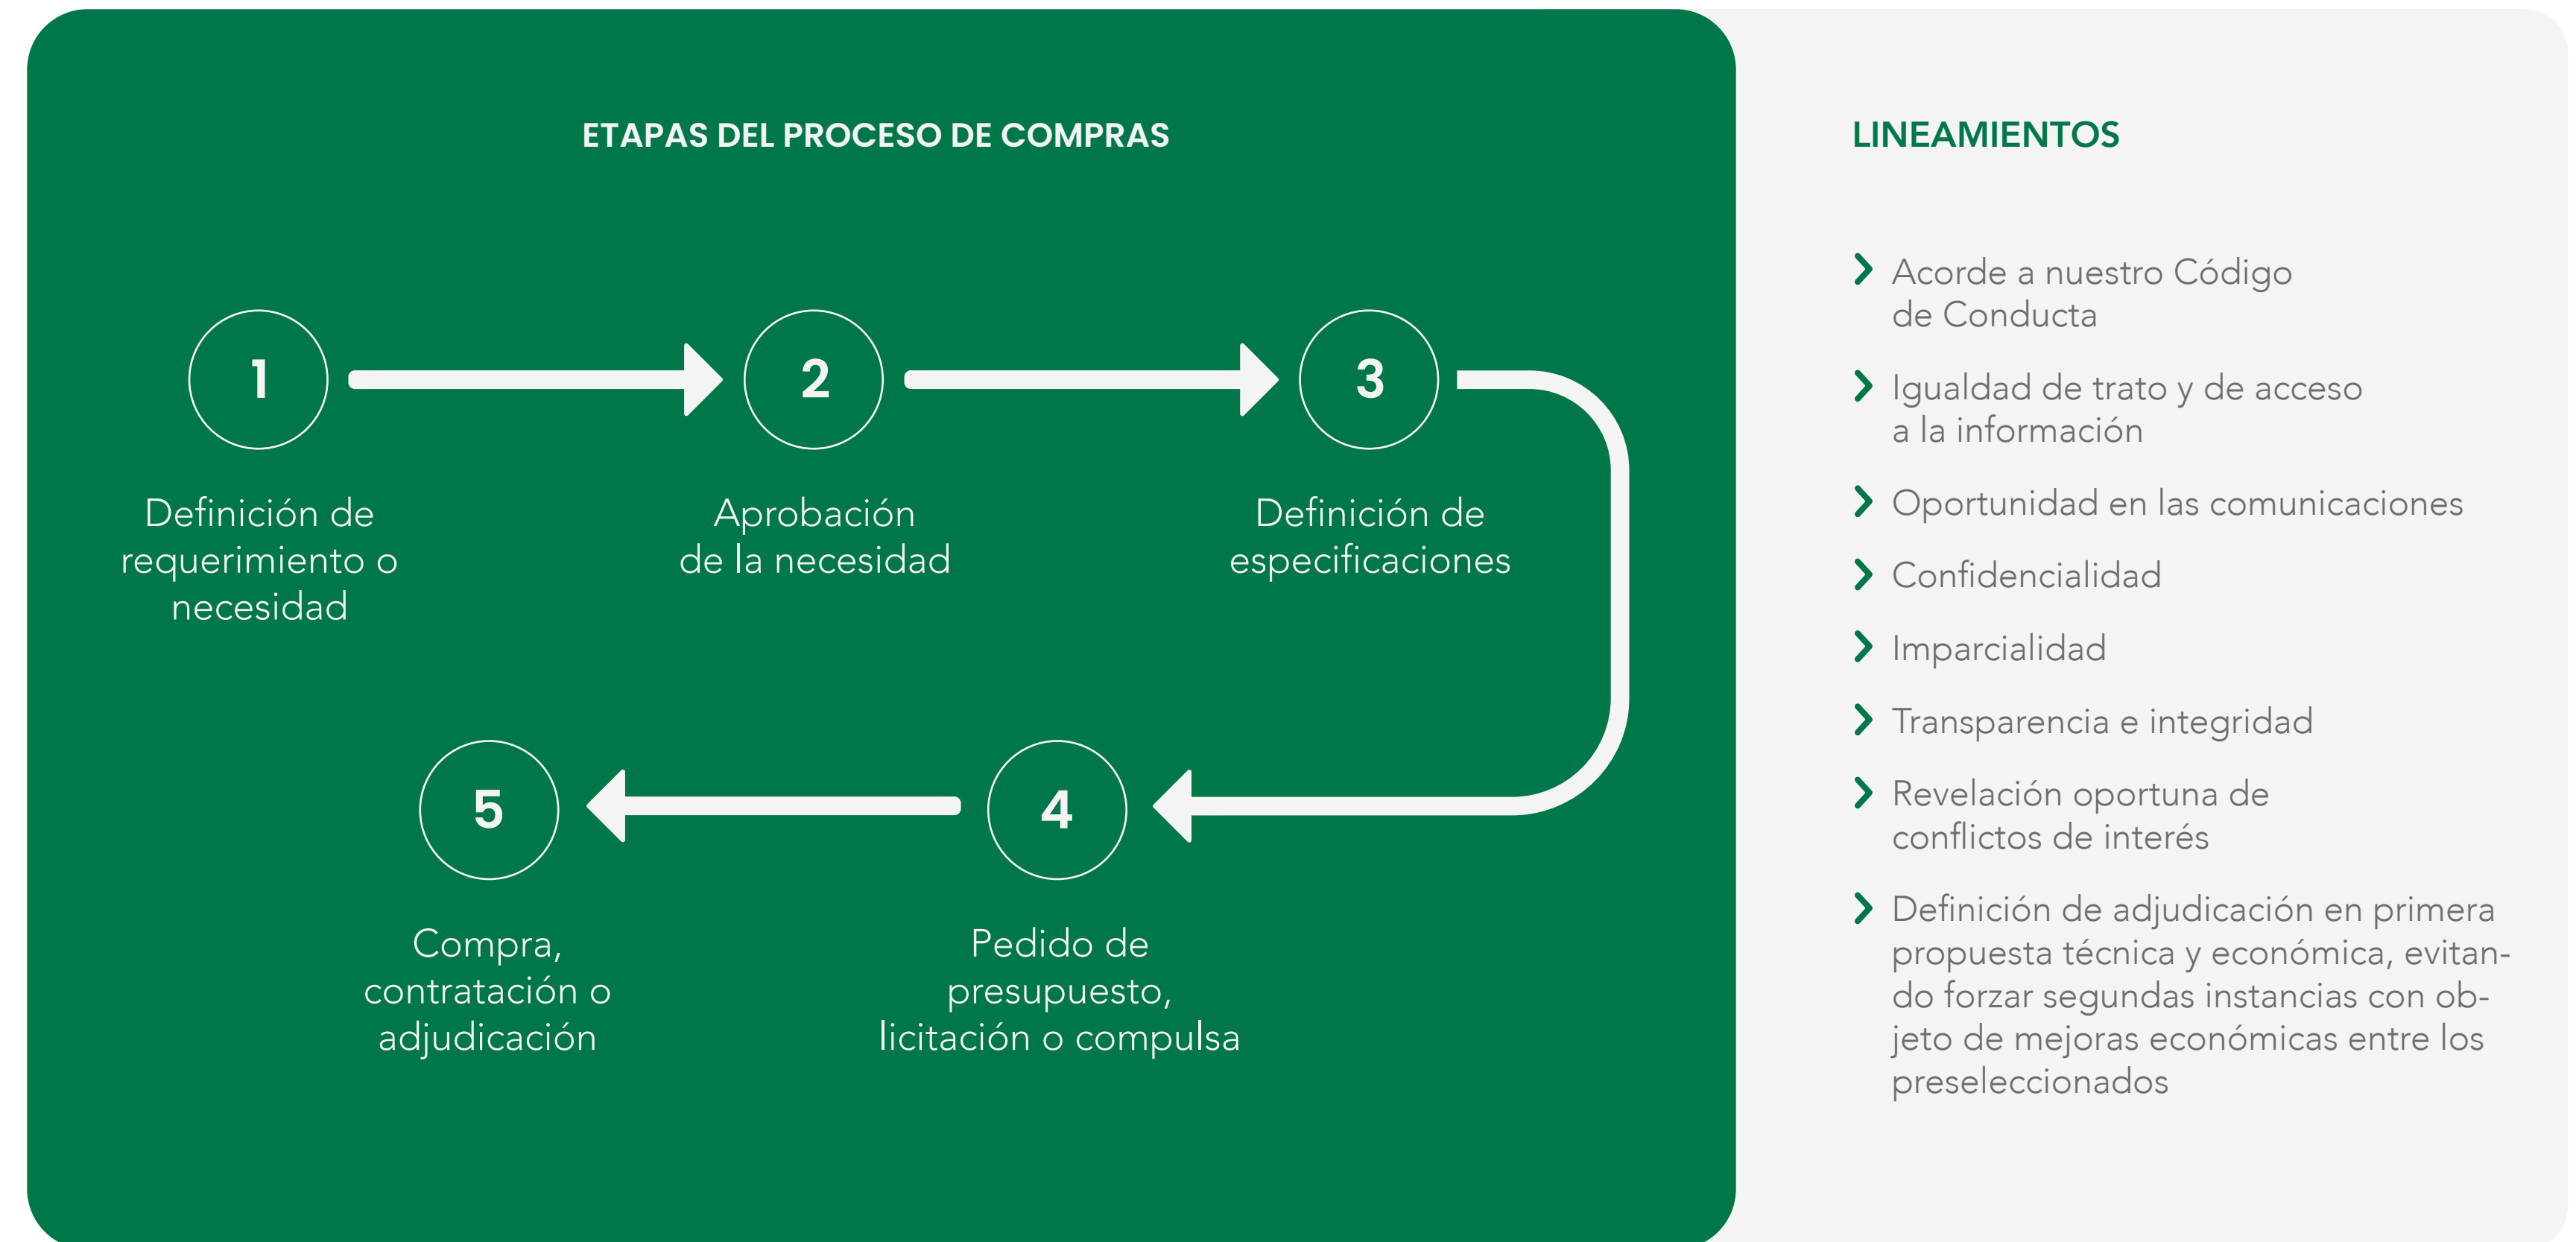 ETAPAS DEL PROCESO DE COMPRAS
1
Definición de
requerimiento o
necesidad
2
Aprobación
de la necesidad
3
Definición de
especificaciones
4
Pedido de
presupuesto,
licitación o compulsa
5
Compra,
contratación o
adjudicación
LINEAMIENTOS
Acorde a nuestro Código
de Conducta
Igualdad de trato y de acceso
a la información
Oportunidad en las comunicaciones
Confidencialidad
Imparcialidad
Transparencia e integridad
Revelación oportuna de
conflictos de interés
Definición de adjudicación en primera
propuesta técnica y económica, evitan-
do forzar segundas instancias con ob-
jeto de mejoras económicas entre los
preseleccionados